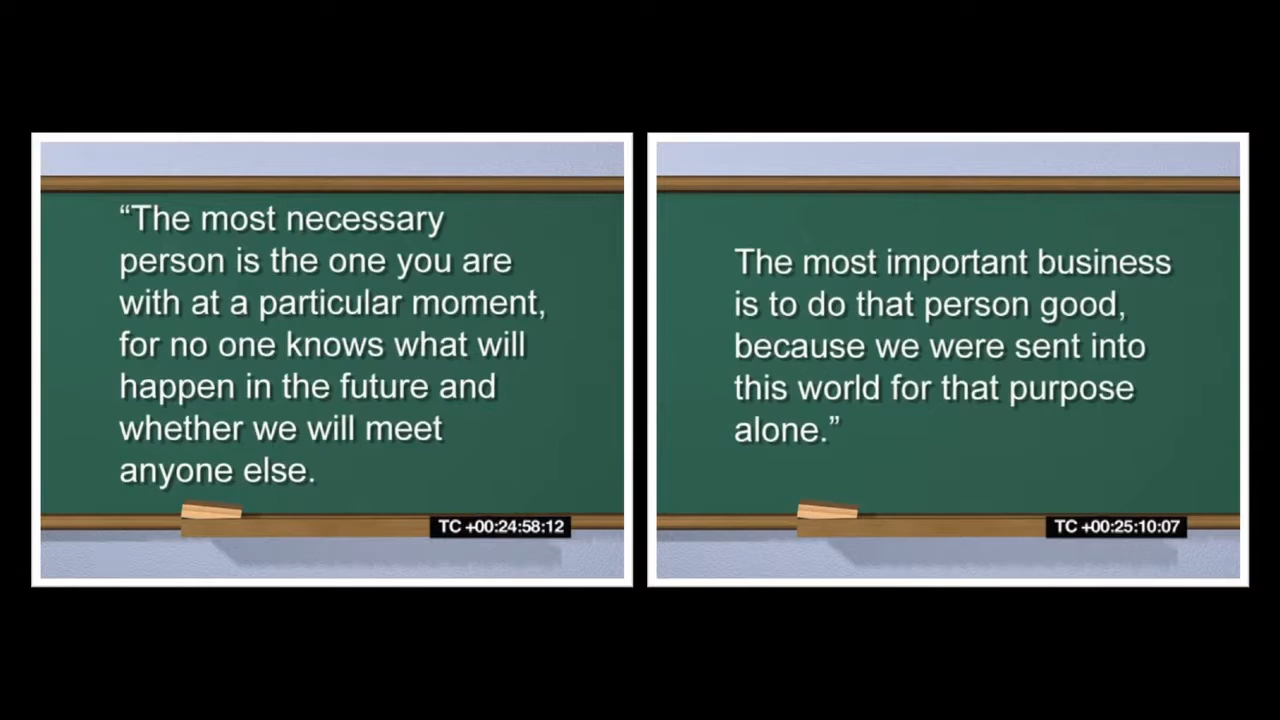 “The most necessary
person is the one you are
with at a particular moment,
for no one knows what will
happen in the future and
whether we will meet
anyone else.
TC +00:24:58:12
The most important business
is to do that person good,
because we were sent into
this world for that purpose
alone.”
TC +00:25:10:07